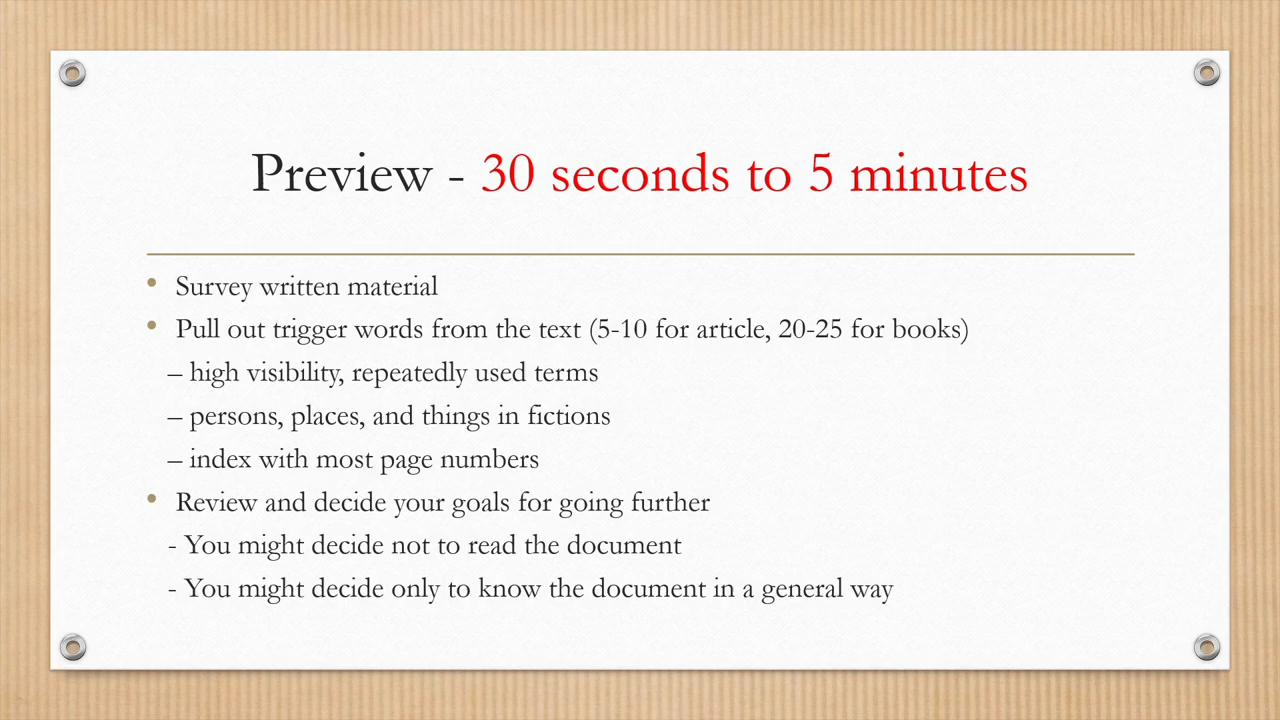 Preview - 30 seconds to 5 minutes
• Survey written material
• Pull out trigger words from the text (5-10 for article, 20-25 for books)
– high visibility, repeatedly used terms
– persons, places, and things in fictions
– index with most page numbers
• Review and decide your goals for going further
- You might decide not to read the document
- You might decide only to know the document in a general way